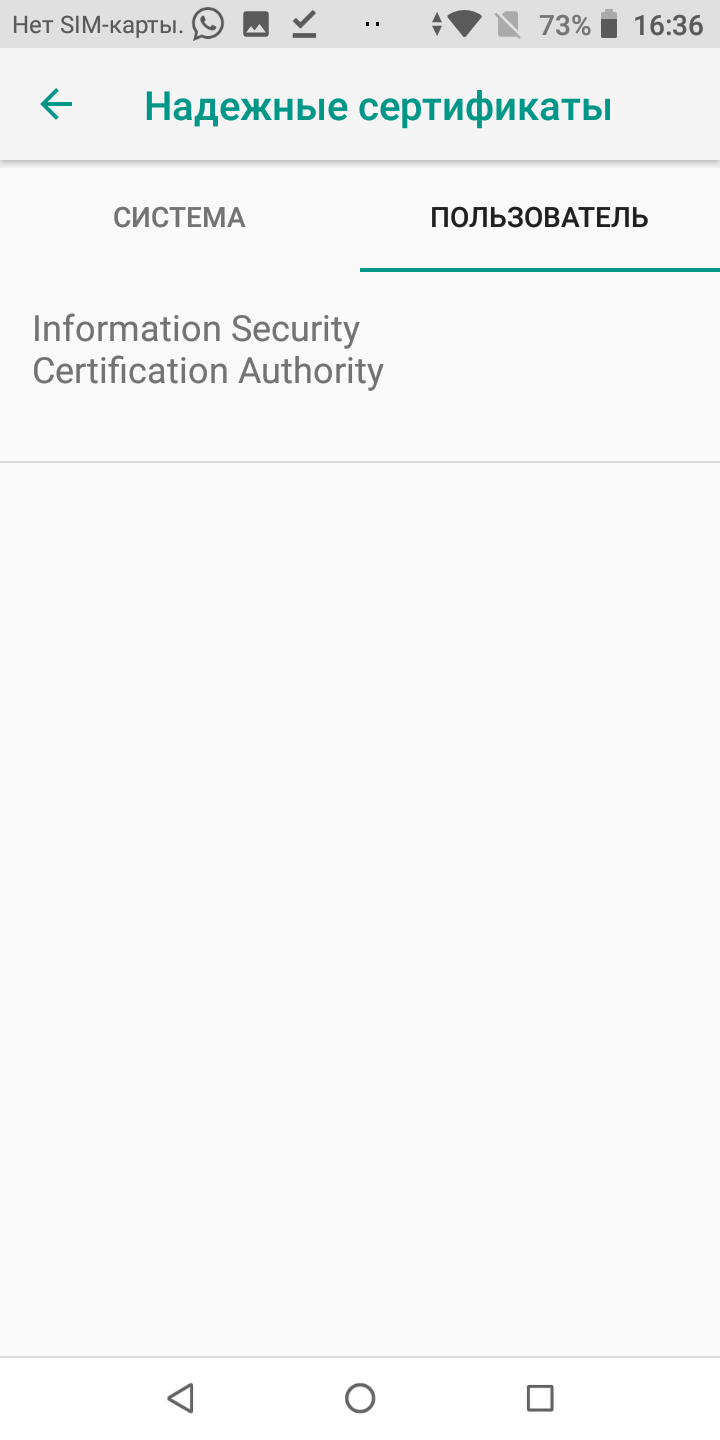 Нет SIM-карты. 73% 16:36
Надежные сертификаты
СИСТЕМА ПОЛЬЗОВАТЕЛЬ
Information Security
Certification Authority